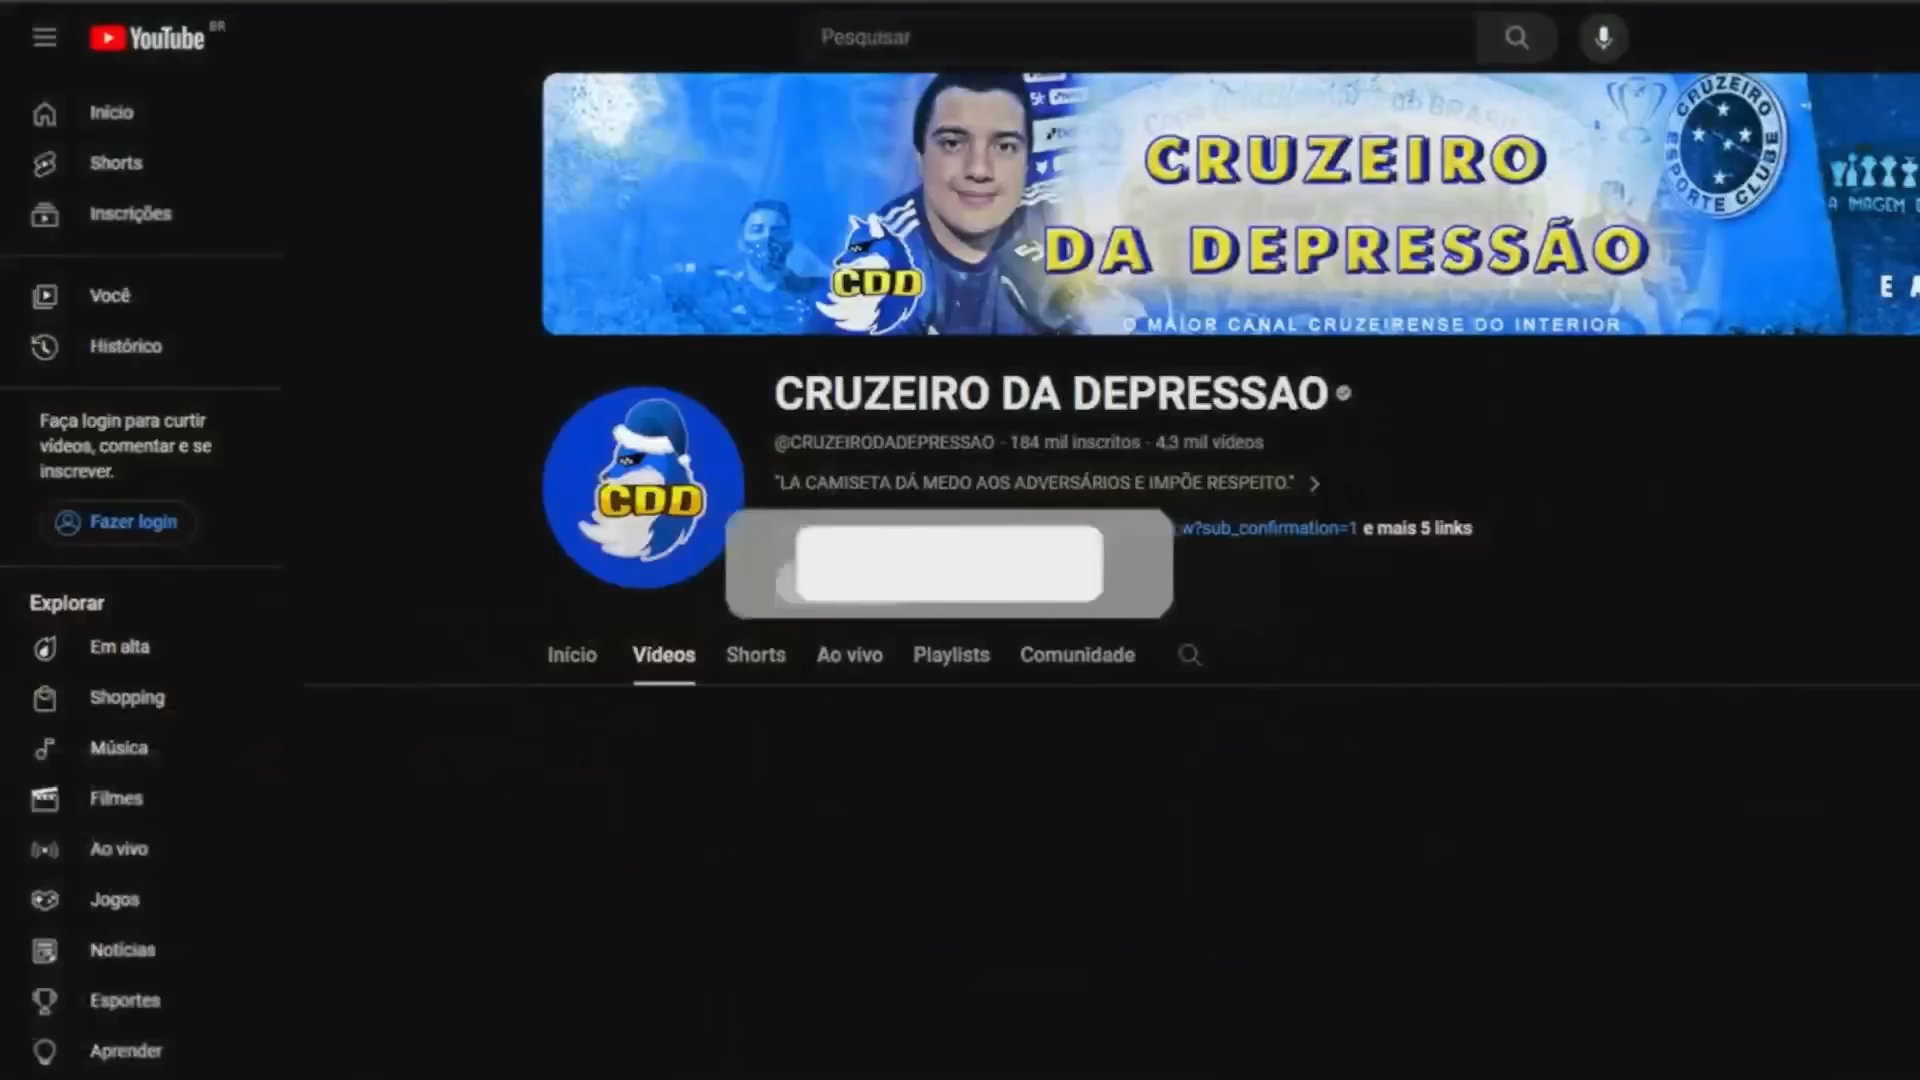 YouTube BR
Pesquisar
Início
Shorts
Inscrições
Você
Histórico
Faça login para curtir
vídeos, comentar e se
inscrever.
Fazer login
Explorar
Em alta
Shopping
Música
Filmes
Ao vivo
Jogos
Notícias
Esportes
Aprender
CRUZEIRO
DA DEPRESSÃO
O MAIOR CANAL CRUZEIRENSE DO INTERIOR
CDD
CRUZEIRO
ESPORTE CLUBE
A IMAGEM
E A
CRUZEIRO DA DEPRESSAO
@CRUZEIRODADEPRESSAO · 184 mil inscritos · 4,3 mil vídeos
"LA CAMISETA DÁ MEDO AOS ADVERSÁRIOS E IMPÕE RESPEITO."
CDD
w?sub_confirmation=1 e mais 5 links
Início Vídeos Shorts Ao vivo Playlists Comunidade